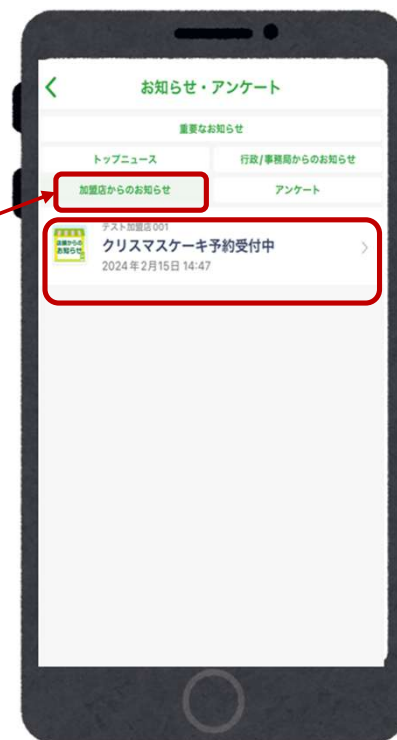 お知らせ・アンケート
重要なお知らせ
トップニュース
行政/事務局からのお知らせ
加盟店からのお知らせ
アンケート
テスト加盟店001
店舗からの
お知らせ
クリスマスケーキ予約受付中
2024年2月15日 14:47